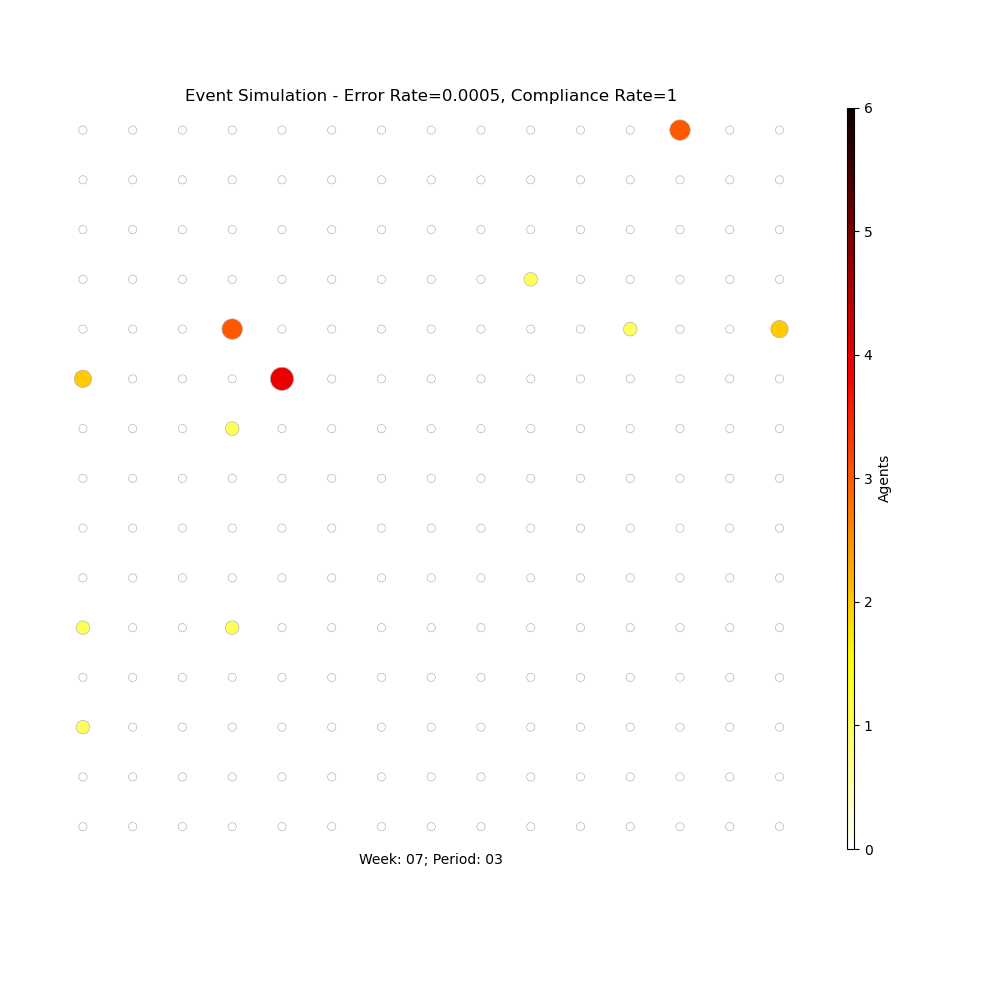 Event Simulation - Error Rate=0.0005, Compliance Rate=1
6
5
4
3
2
1
0
Agents
Week: 07; Period: 03